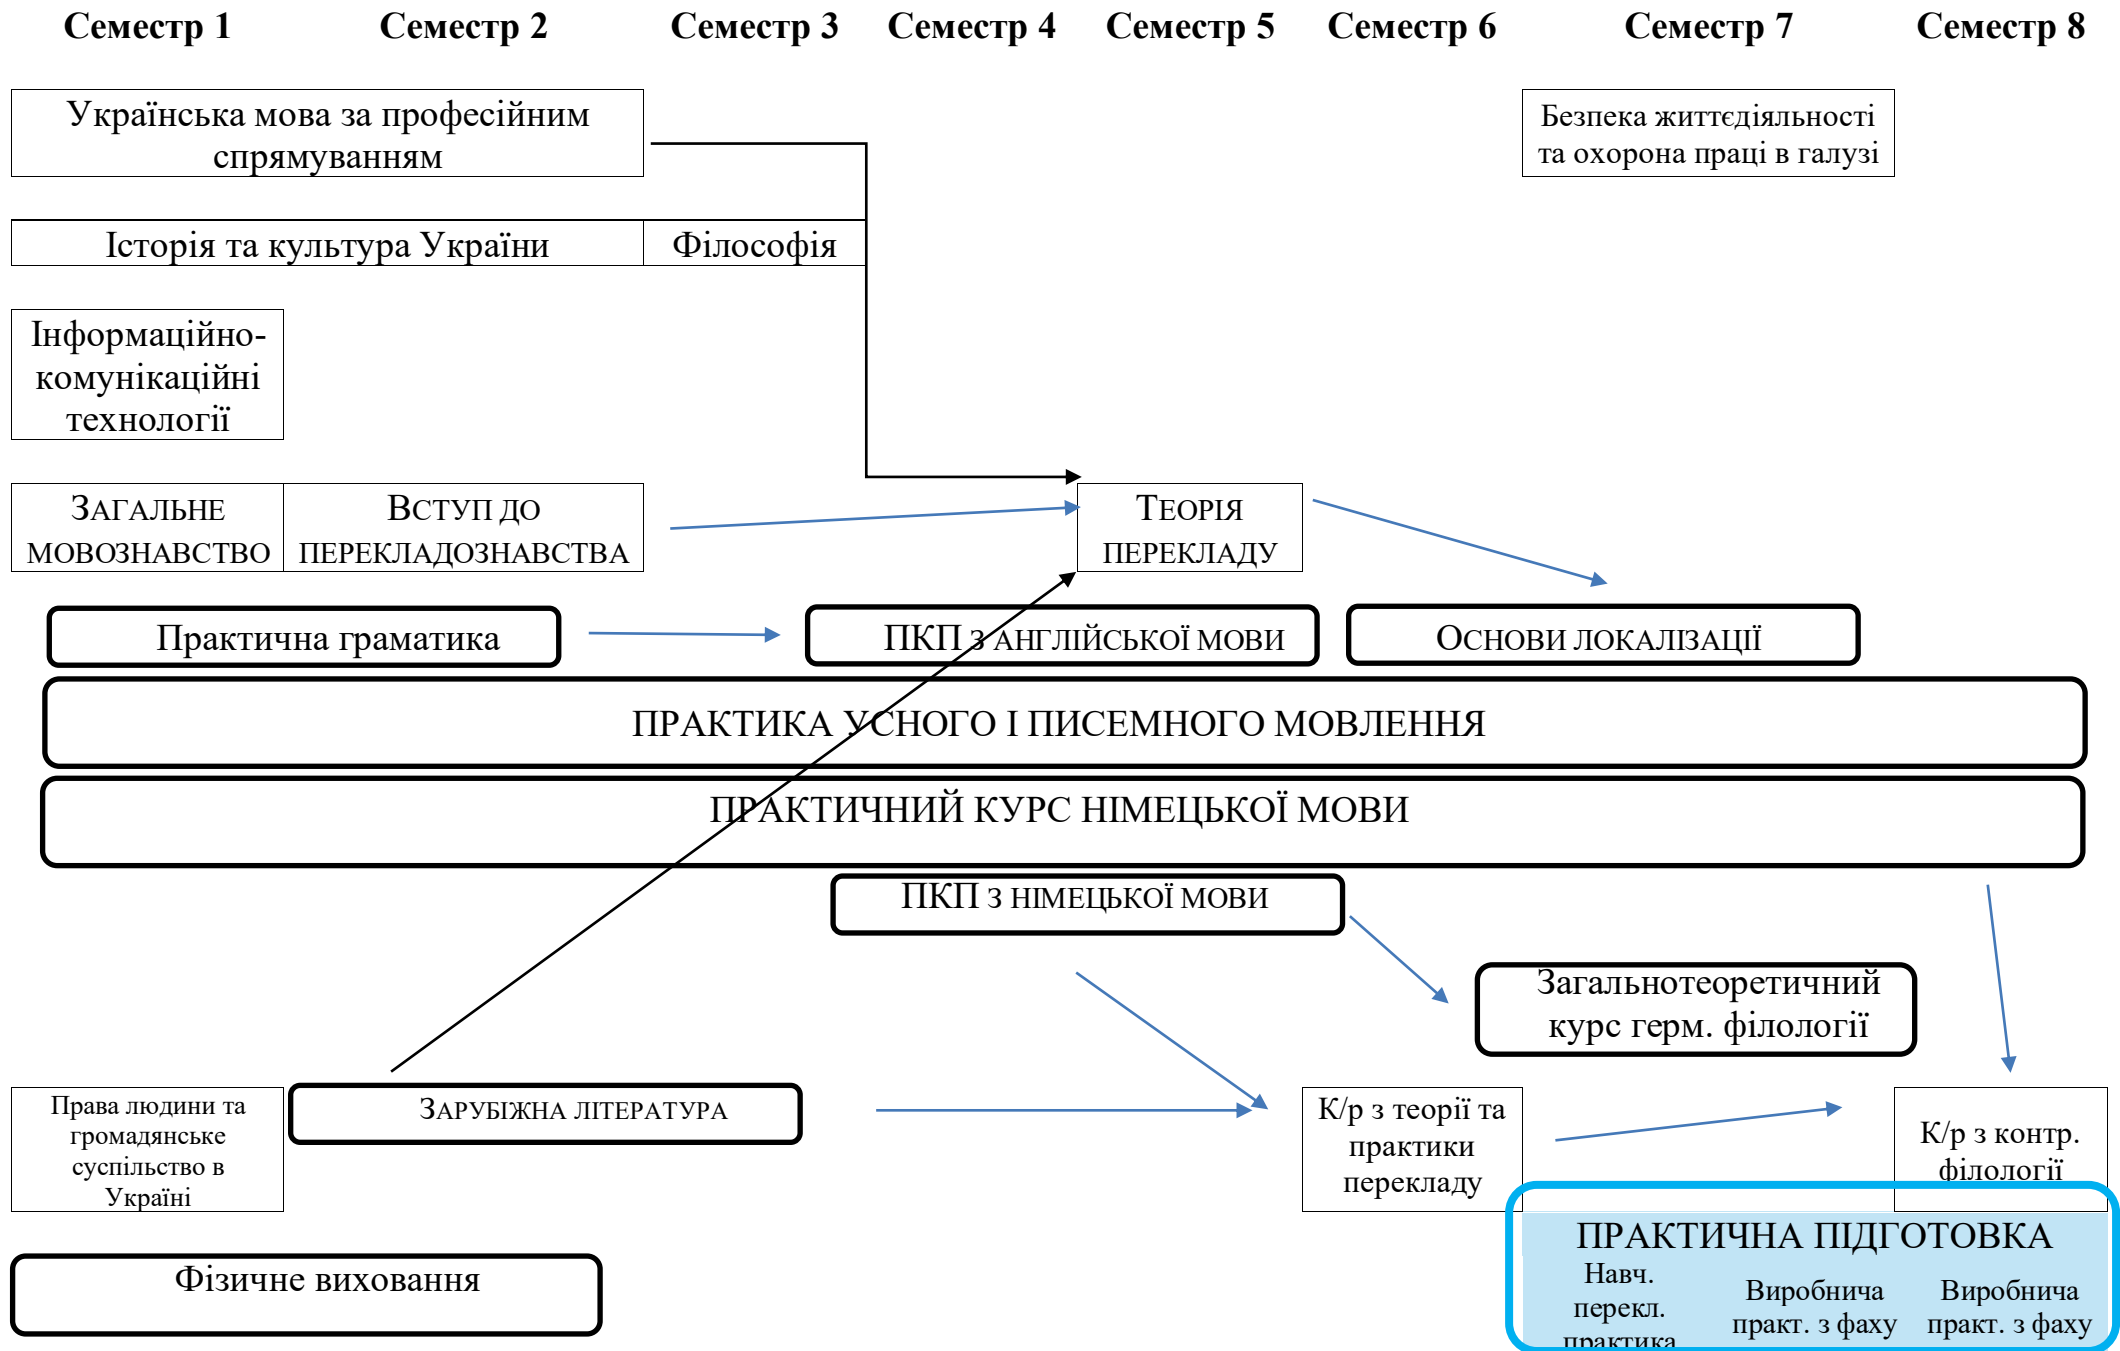 Семестр 1 Семестр 2 Семестр 3 Семестр 4 Семестр 5 Семестр 6 Семестр 7 Семестр 8
Українська мова за професійним
спрямуванням
Безпека життєдіяльності
та охорона праці в галузі
Історія та культура України
Філософія
Інформаційно-
комунікаційні
технології
ЗАГАЛЬНЕ
МОВОЗНАВСТВО
ВСТУП ДО
ПЕРЕКЛАДОЗНАВСТВА
ТЕОРІЯ
ПЕРЕКЛАДУ
Практична граматика
ПКП З АНГЛІЙСЬКОЇ МОВИ
ОСНОВИ ЛОКАЛІЗАЦІЇ
ПРАКТИКА УСНОГО І ПИСЕМНОГО МОВЛЕННЯ
ПРАКТИЧНИЙ КУРС НІМЕЦЬКОЇ МОВИ
ПКП З НІМЕЦЬКОЇ МОВИ
Загальнотеоретичний
курс герм. філології
Права людини та
громадянське
суспільство в
Україні
ЗАРУБІЖНА ЛІТЕРАТУРА
К/р з теорії та
практики
перекладу
К/р з контр.
філології
ПРАКТИЧНА ПІДГОТОВКА
Навч.
перекл.
практика
Виробнича
практ. з фаху
Виробнича
практ. з фаху
Фізичне виховання